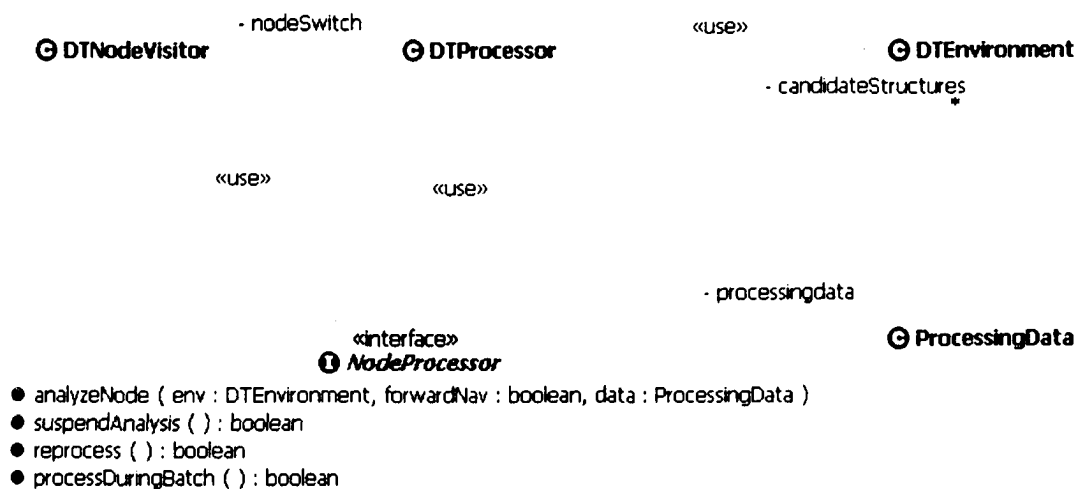 - nodeSwitch
«use»
DTNodeVisitor
DTProcessor
DTEnvironment
- candidateStructures
*
«use»
«use»
- processingdata
«interface»
NodeProcessor
ProcessingData
analyzeNode ( env : DTEnvironment, forwardNav : boolean, data : ProcessingData )
suspendAnalysis ( ) : boolean
reprocess ( ) : boolean
processDuringBatch ( ) : boolean